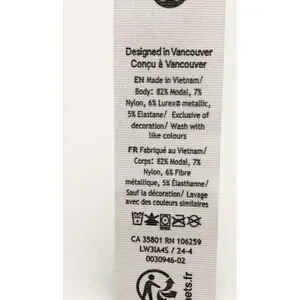 Designed in Vancouver
Conçu à Vancouver
EN Made in Vietnam/
Body: 82% Modal, 7%
Nylon, 6% Lurex® metallic,
5% Elastane/ Exclusive of
decoration/ Wash with
like colours
FR Fabriqué au Vietnam/
Corps: 82% Modal, 7%
Nylon, 6% Fibre
métallique, 5% Élasthanne/
Sauf la décoration/ Lavage
avec des couleurs similaires
CA 35801 RN 106259
LW3IA4S / 24-4
0030946-02
nets.fr